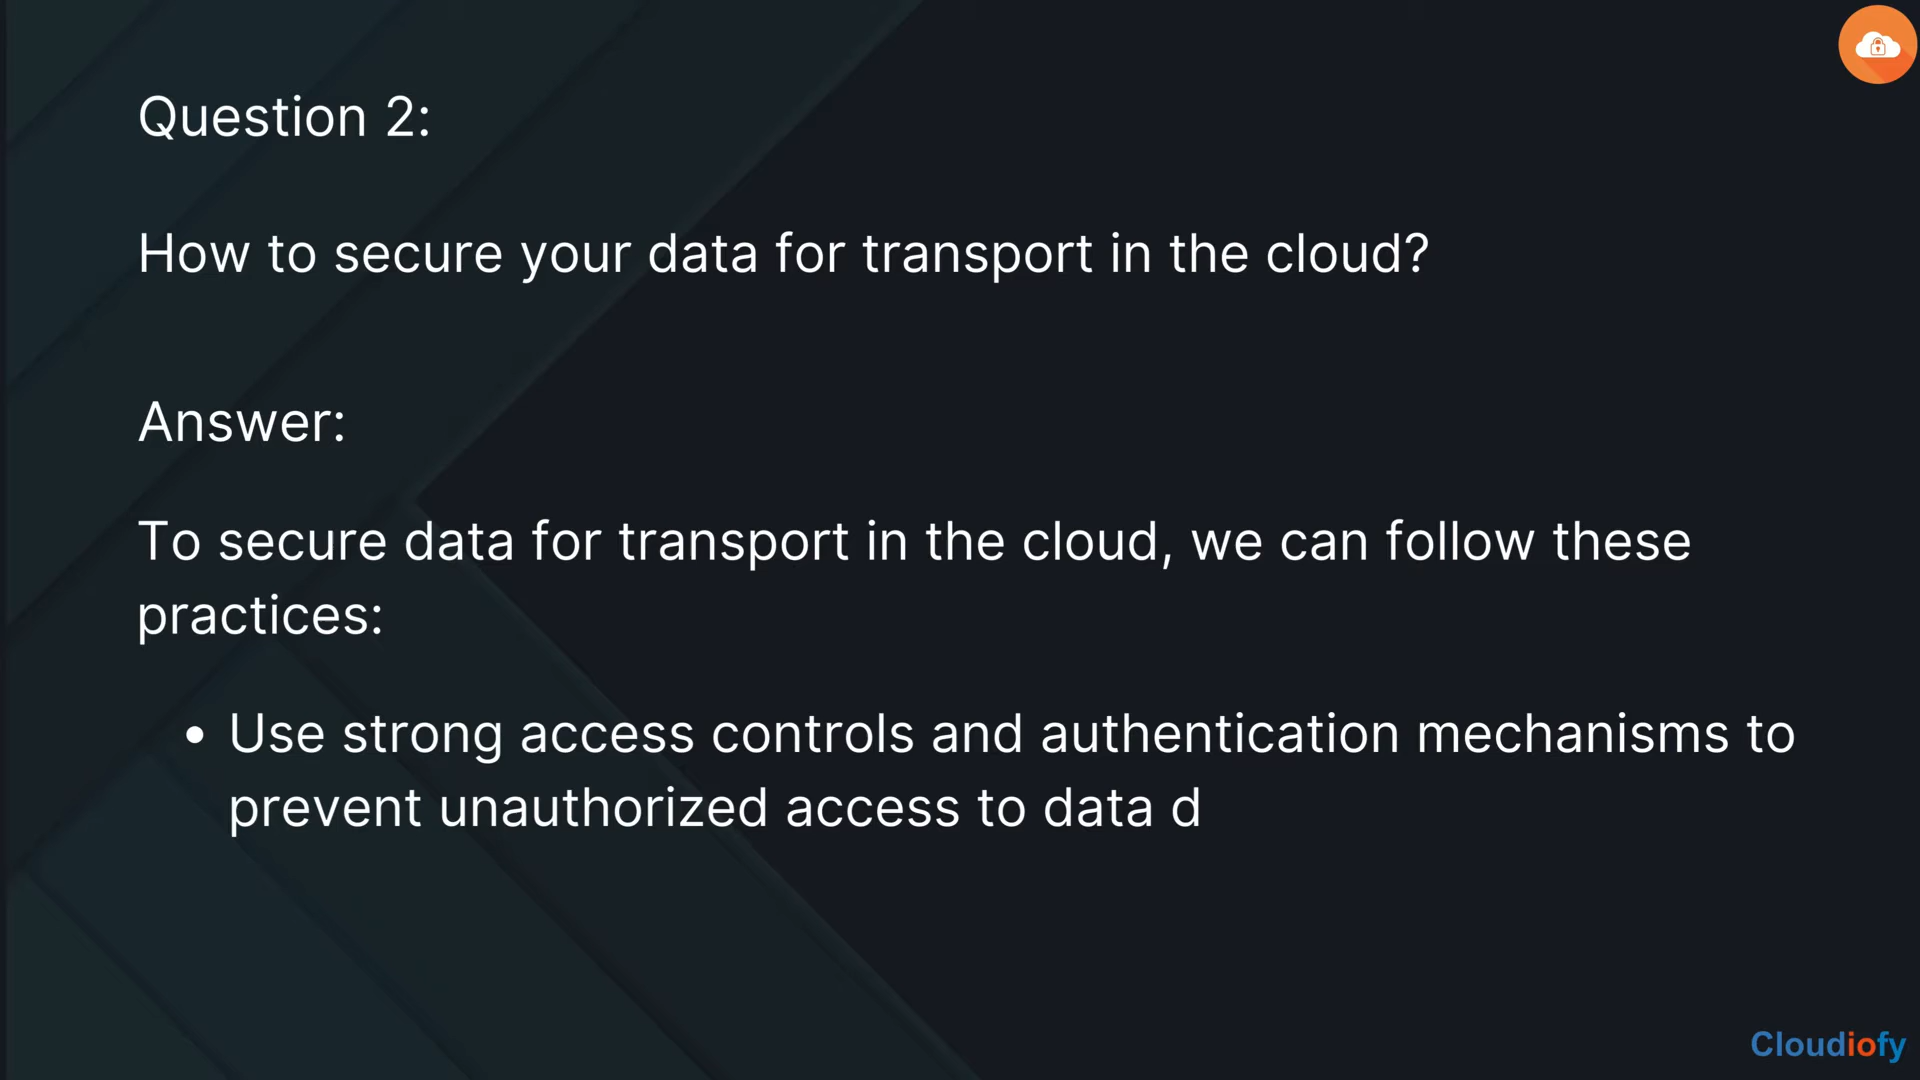 Question 2:
How to secure your data for transport in the cloud?
Answer:
To secure data for transport in the cloud, we can follow these
practices:
• Use strong access controls and authentication mechanisms to
prevent unauthorized access to data d
Cloudiofy